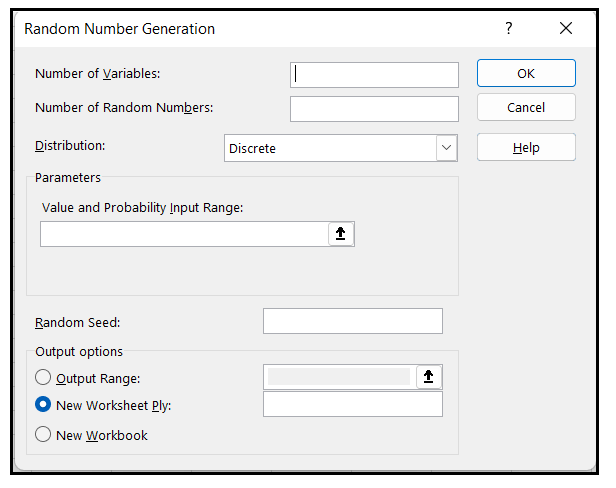 Random Number Generation
?
Number of Variables:
OK
Number of Random Numbers:
Cancel
Distribution:
Discrete
Help
Parameters
Value and Probability Input Range:
Random Seed:
Output options
Output Range:
New Worksheet Ply:
New Workbook